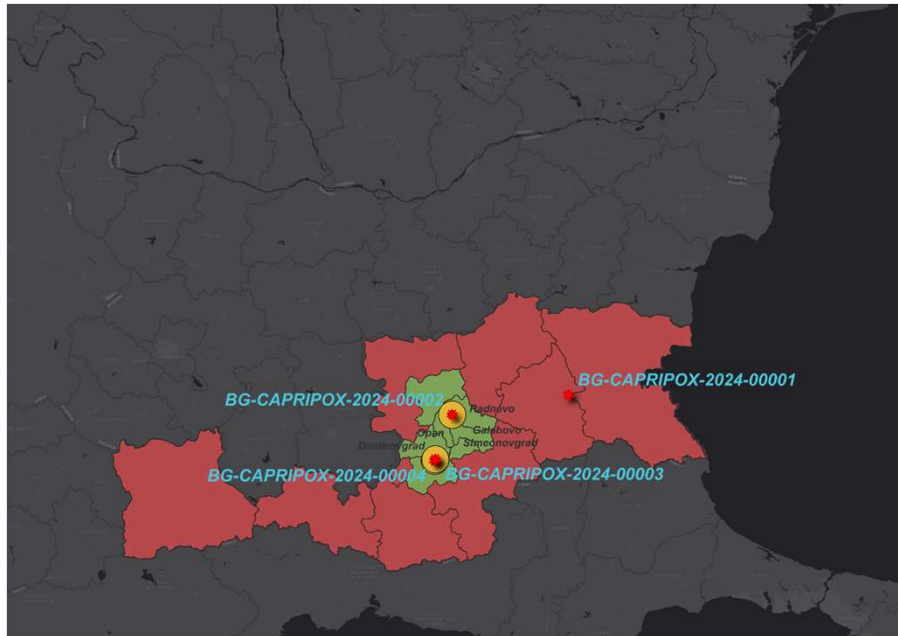 BG-CAPRIPOX-2024-00001
BG-CAPRIPOX-2024-00002
Radnevo
Galabovo
Opan
Simeonovgrad
Dimitrovgrad
BG-CAPRIPOX-2024-00004
BG-CAPRIPOX-2024-00003